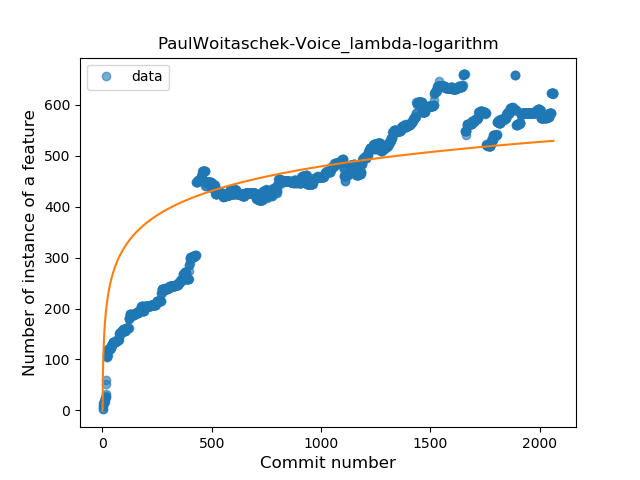 PaulWoitaschek-Voice_lambda-logarithm
data
Number of instance of a feature
600
500
400
300
200
100
0
0 500 1000 1500 2000
Commit number